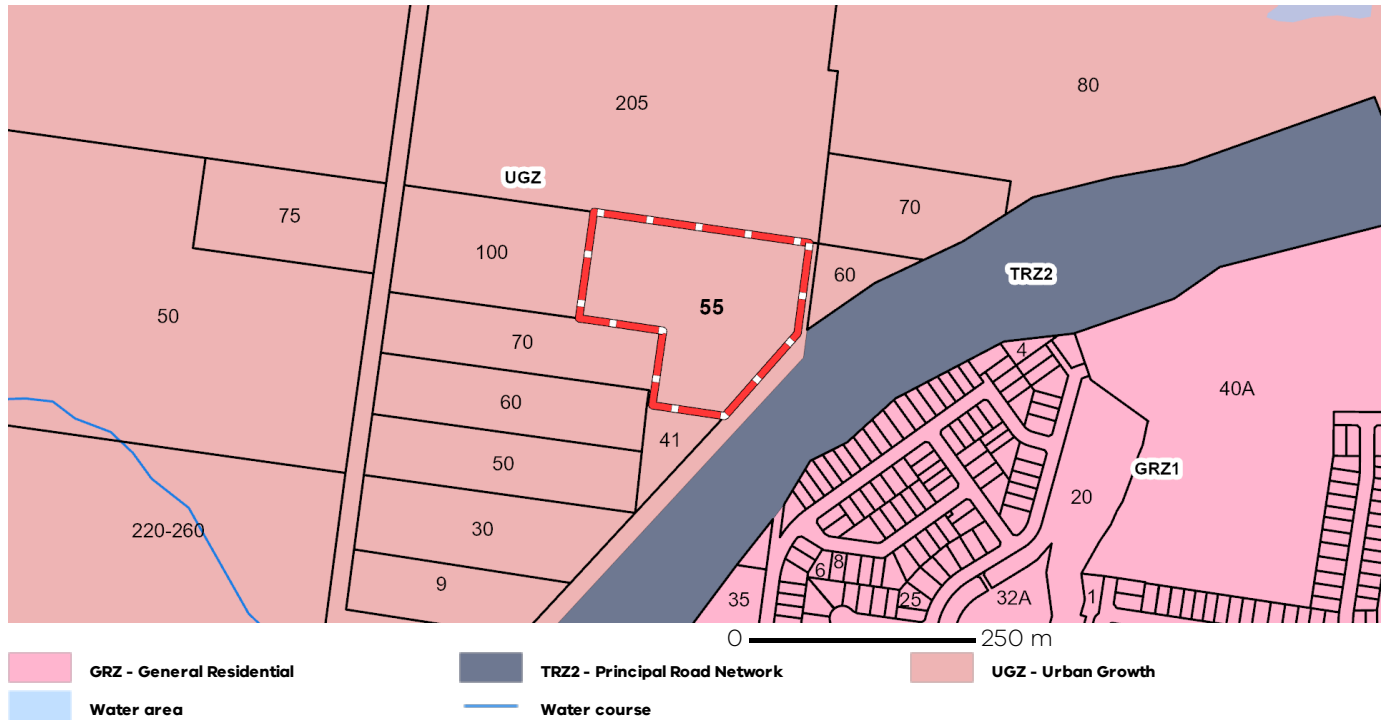 80
205
UGZ
75
70
100
TRZ2
60
55
50
70
4
40A
60
41
GRZ1
50
20
220-260
30
6
8
9
35
25
32A
1
0 250 m
GRZ - General Residential
TRZ2 - Principal Road Network
UGZ - Urban Growth
Water area
Water course